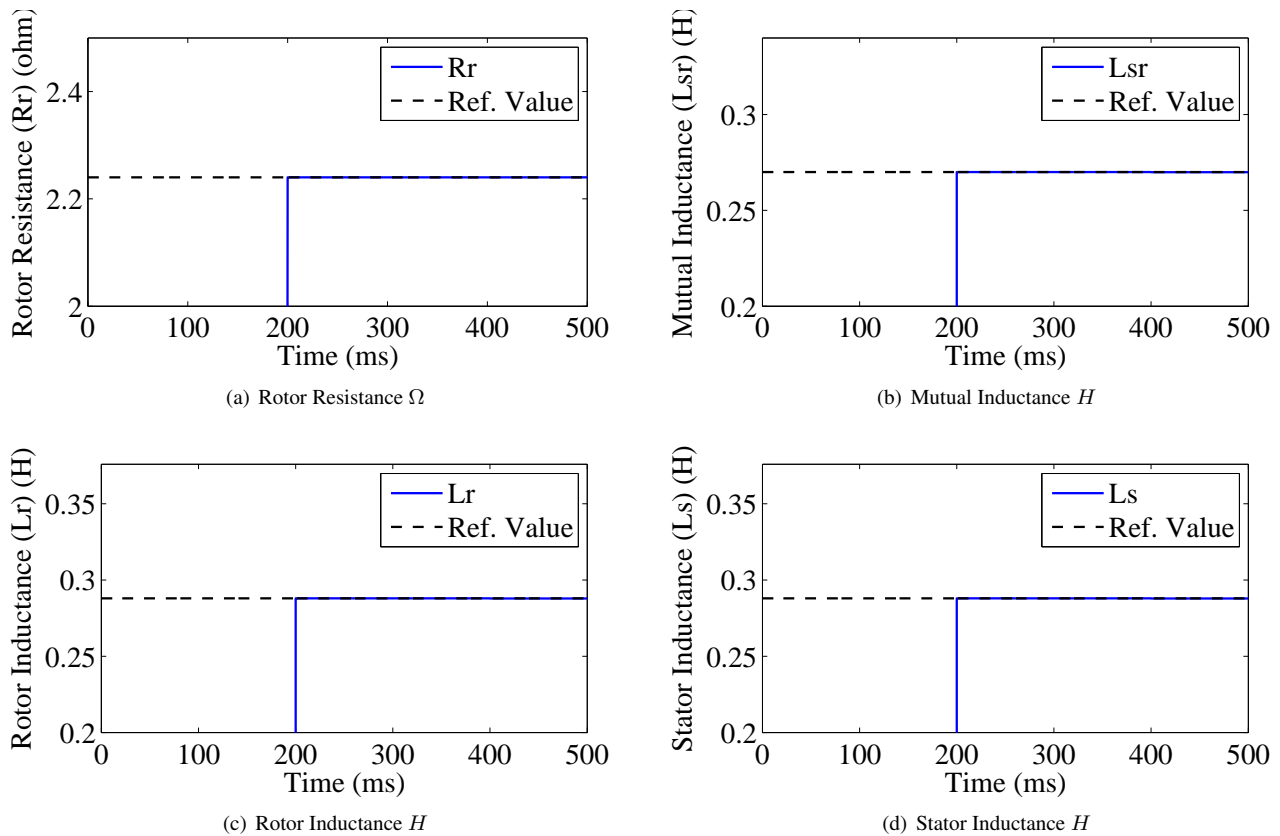 Rotor Resistance (Rr) (ohm)
2.4
2.2
2
Rr
Ref. Value
0 100 200 300 400 500
Time (ms)
(a) Rotor Resistance Ω
Mutual Inductance (Lsr) (H)
0.3
0.25
0.2
Lsr
Ref. Value
0 100 200 300 400 500
Time (ms)
(b) Mutual Inductance H
Rotor Inductance (Lr) (H)
0.35
0.3
0.25
0.2
Lr
Ref. Value
0 100 200 300 400 500
Time (ms)
(c) Rotor Inductance H
Stator Inductance (Ls) (H)
0.35
0.3
0.25
0.2
Ls
Ref. Value
0 100 200 300 400 500
Time (ms)
(d) Stator Inductance H